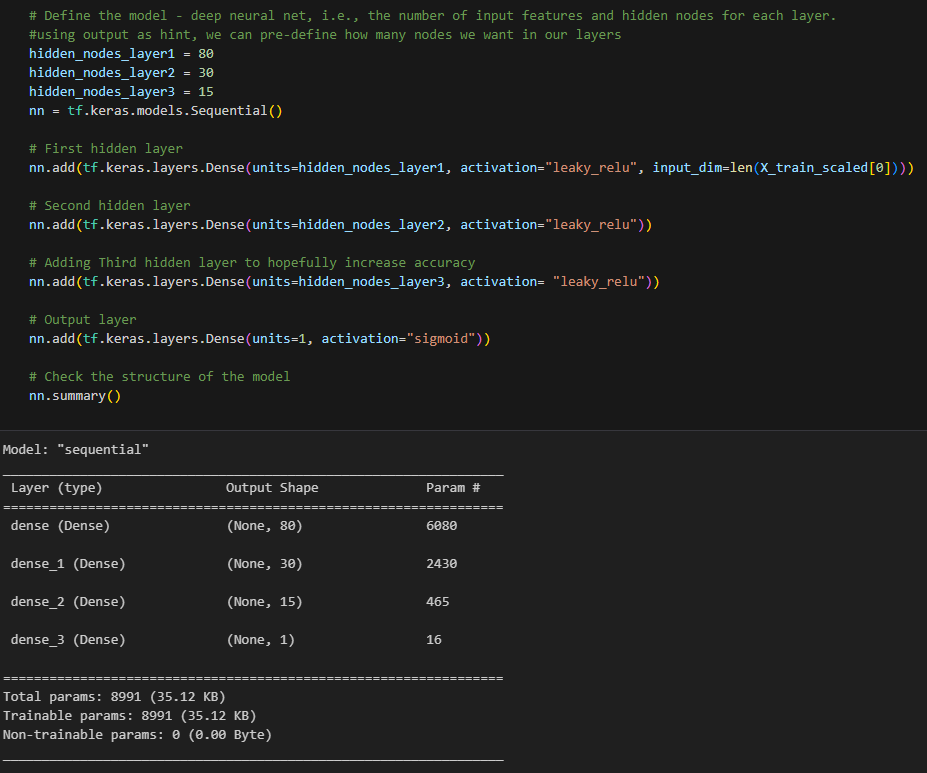 # Define the model - deep neural net, i.e., the number of input features and hidden nodes for each layer.
#using output as hint, we can pre-define how many nodes we want in our layers
hidden_nodes_layer1 = 80
hidden_nodes_layer2 = 30
hidden_nodes_layer3 = 15
nn = tf.keras.models.Sequential()
# First hidden layer
nn.add(tf.keras.layers.Dense(units=hidden_nodes_layer1, activation="leaky_relu", input_dim=len(X_train_scaled[0])))
# Second hidden layer
nn.add(tf.keras.layers.Dense(units=hidden_nodes_layer2, activation="leaky_relu"))
# Adding Third hidden layer to hopefully increase accuracy
nn.add(tf.keras.layers.Dense(units=hidden_nodes_layer3, activation= "leaky_relu"))
# Output layer
nn.add(tf.keras.layers.Dense(units=1, activation="sigmoid"))
# Check the structure of the model
nn.summary()
Model: "sequential"
_________________________________________________________________
Layer (type) Output Shape Param #
=================================================================
dense (Dense) (None, 80) 6080
dense_1 (Dense) (None, 30) 2430
dense_2 (Dense) (None, 15) 465
dense_3 (Dense) (None, 1) 16
=================================================================
Total params: 8991 (35.12 KB)
Trainable params: 8991 (35.12 KB)
Non-trainable params: 0 (0.00 Byte)
_________________________________________________________________